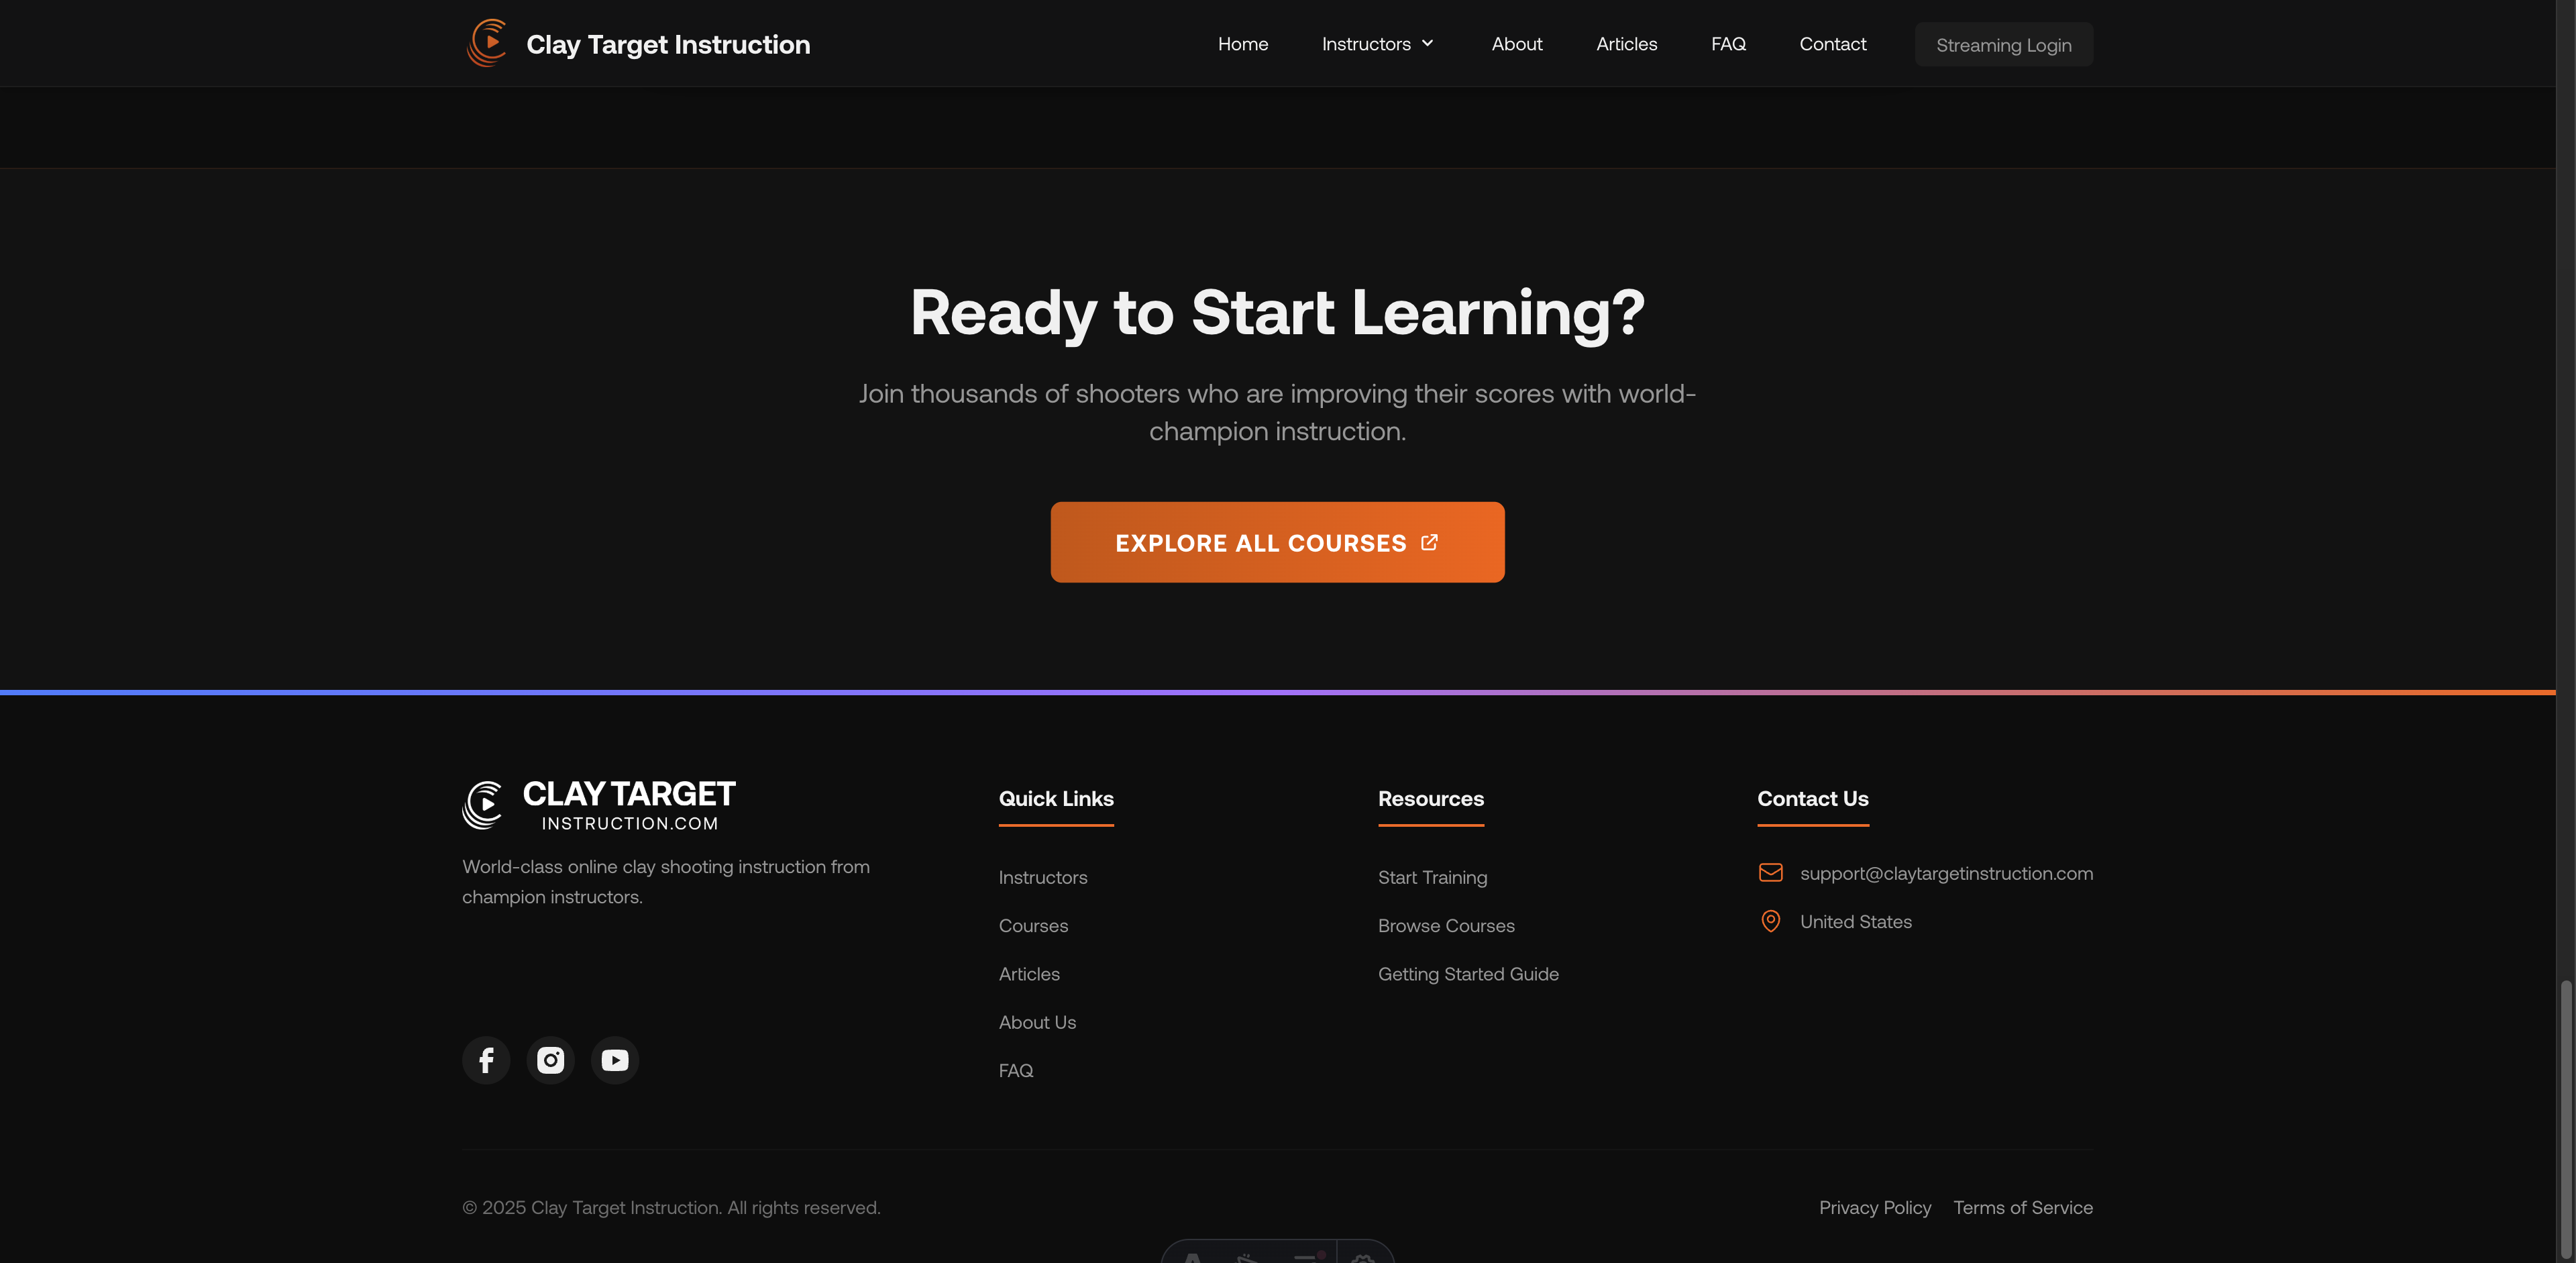 Clay Target Instruction
Home
Instructors
About
Articles
FAQ
Contact
Streaming Login
Ready to Start Learning?
Join thousands of shooters who are improving their scores with world-
champion instruction.
EXPLORE ALL COURSES
CLAY TARGET
INSTRUCTION.COM
World-class online clay shooting instruction from
champion instructors.
Quick Links
Instructors
Courses
Articles
About Us
FAQ
Resources
Start Training
Browse Courses
Getting Started Guide
Contact Us
support@claytargetinstruction.com
United States
© 2025 Clay Target Instruction. All rights reserved.
Privacy Policy
Terms of Service